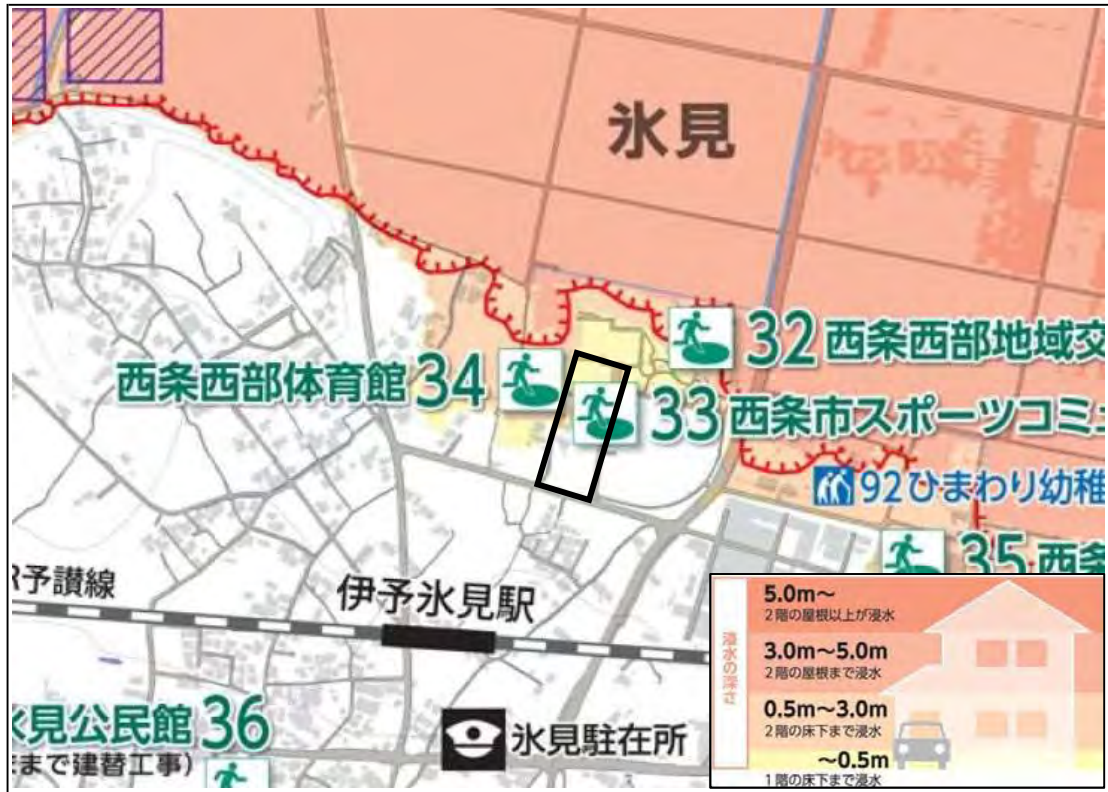 氷見
32 西条西部地域交
西条西部体育館 34
33 西条市スポーツコミュ
92 ひまわり幼稚
35 西条
R予讃線
伊予氷見駅
氷見公民館 36
まで建替工事)
氷見駐在所
浸水の深さ
5.0m～
2階の屋根以上が浸水
3.0m～5.0m
2階の屋根まで浸水
0.5m～3.0m
2階の床下まで浸水
～0.5m
1階の床下まで浸水